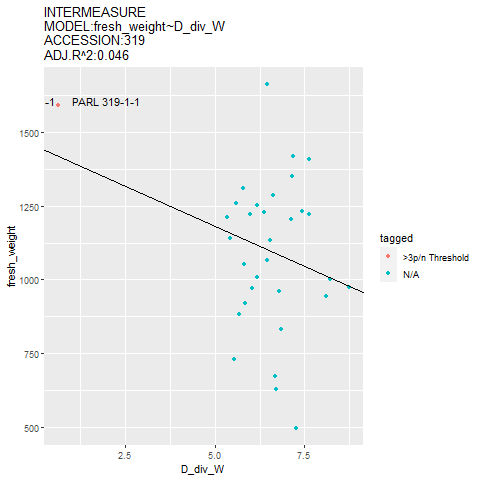 INTERMEASURE
MODEL:fresh_weight~D_div_W
ACCESSION:319
ADJ.R^2:0.046
-1 PARL 319-1-1
1500
1250
1000
750
500
fresh_weight
2.5 5.0 7.5
D_div_W
tagged
>3p/n Threshold
N/A